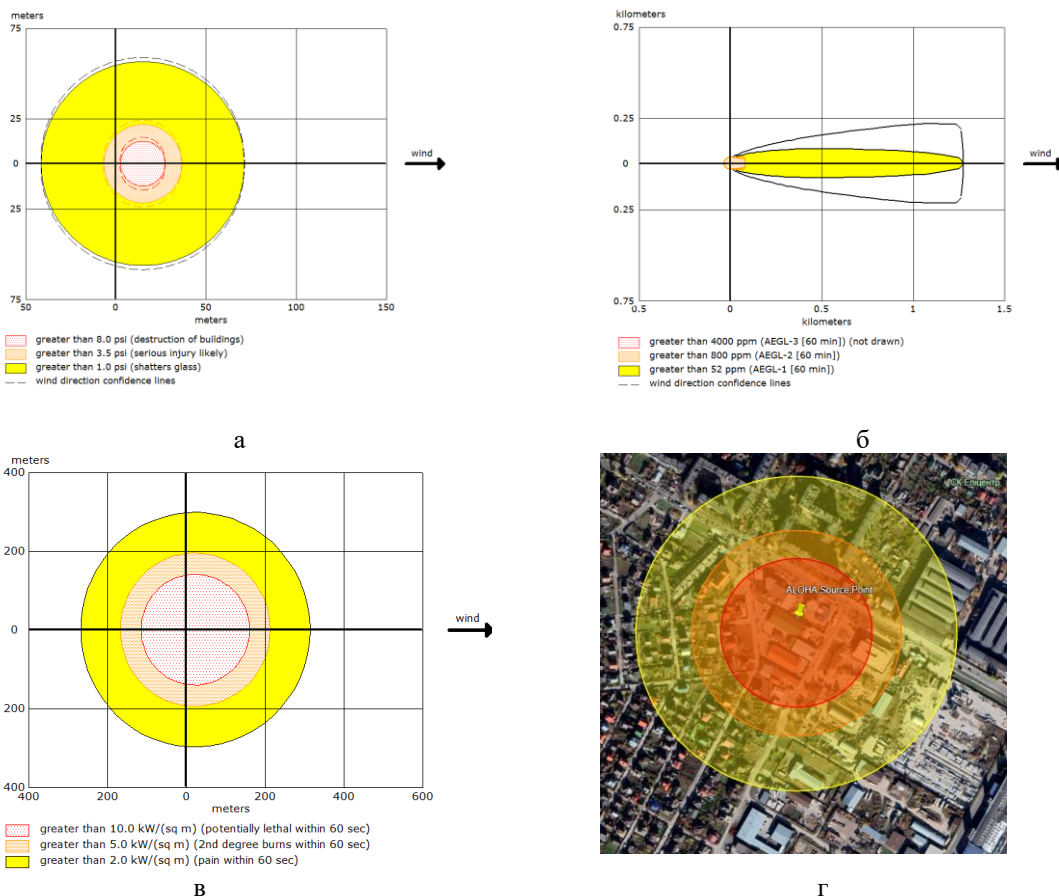 meters
75
25
0
25
75
50
0
50
100
150
meters
wind
greater than 8.0 psi (destruction of buildings)
greater than 3.5 psi (serious injury likely)
greater than 1.0 psi (shatters glass)
wind direction confidence lines
а
kilometers
0.75
0.25
0
0.25
0.75
0.5
0
0.5
1
1.5
kilometers
wind
greater than 4000 ppm (AEGL-3 [60 min]) (not drawn)
greater than 800 ppm (AEGL-2 [60 min])
greater than 52 ppm (AEGL-1 [60 min])
wind direction confidence lines
б
meters
400
200
0
200
400
400
200
0
200
400
600
meters
wind
greater than 10.0 kW/(sq m) (potentially lethal within 60 sec)
greater than 5.0 kW/(sq m) (2nd degree burns within 60 sec)
greater than 2.0 kW/(sq m) (pain within 60 sec)
в
СК Епіцентр
ALOHA Source Point
г